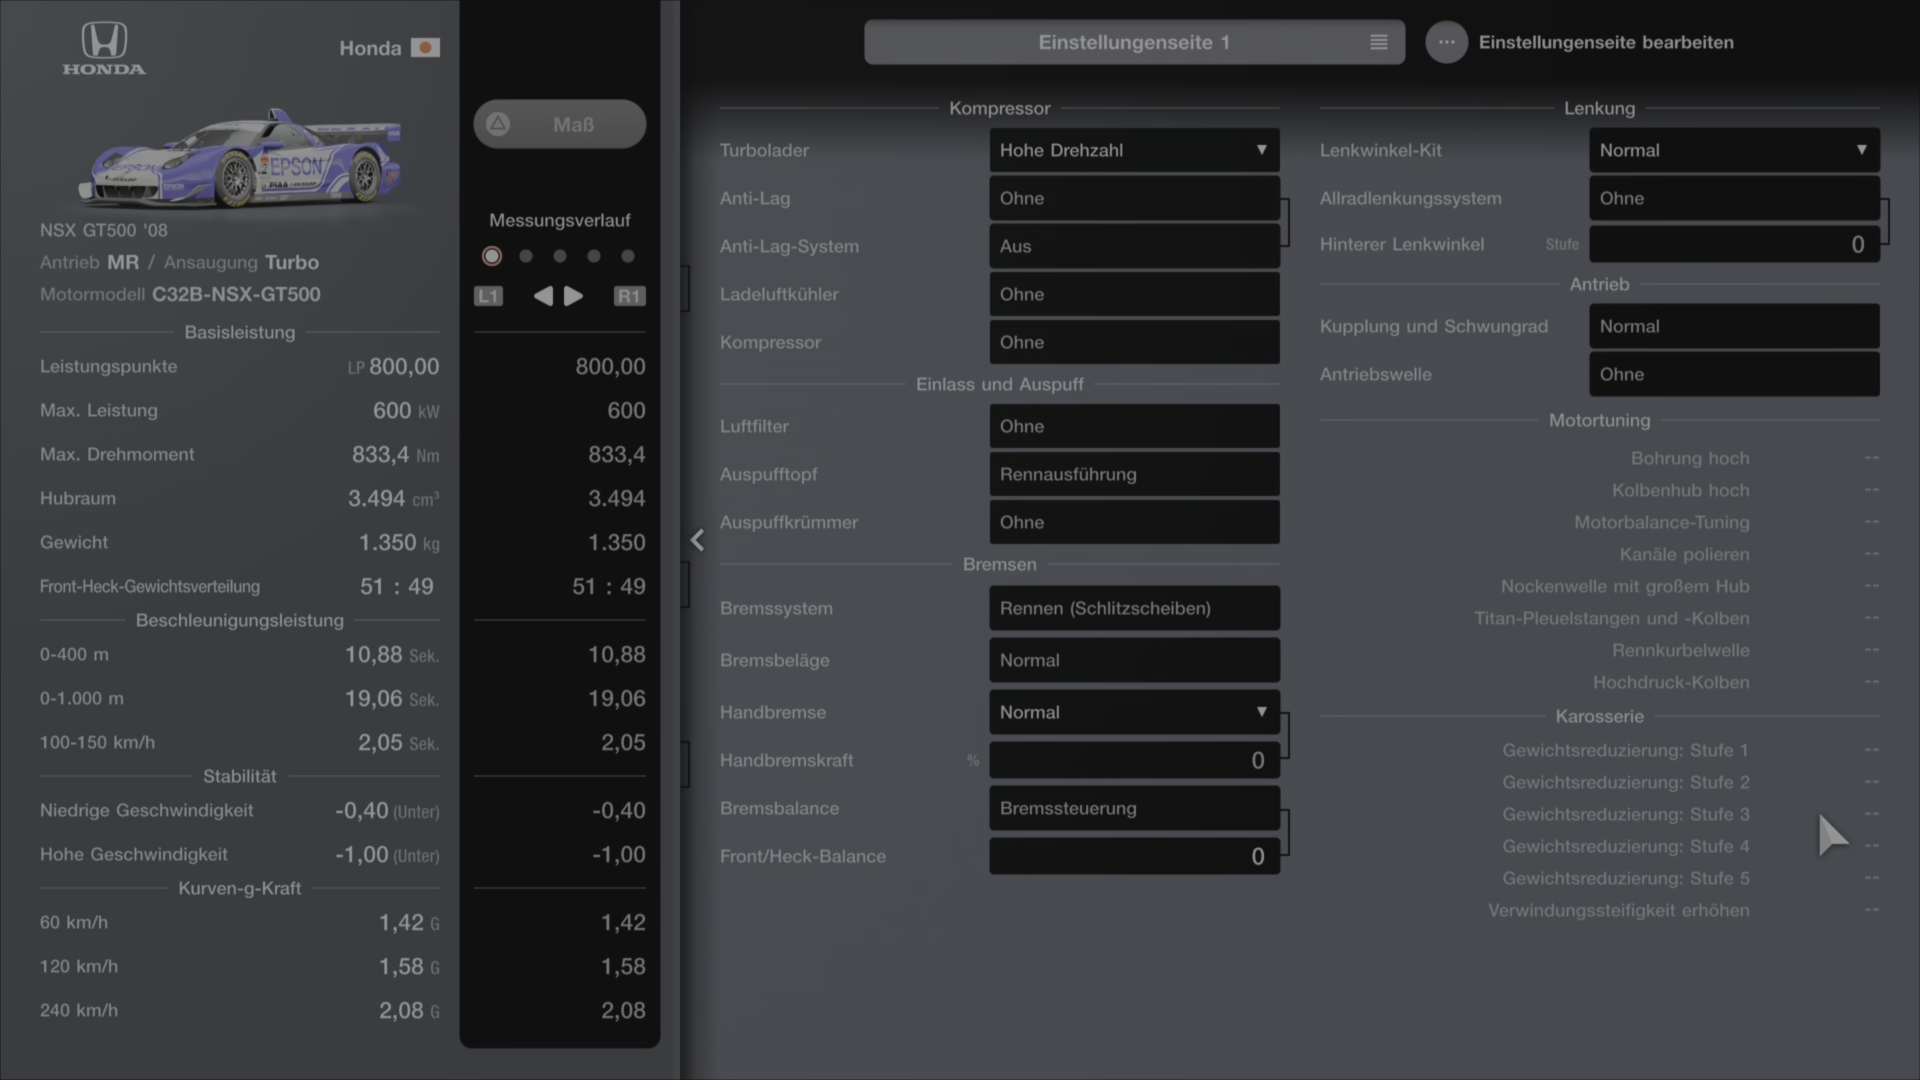 HONDA
Honda
EPSON
NSX GT500 '08
Antrieb MR / Ansaugung Turbo
Motormodell C32B-NSX-GT500
Basisleistung
Leistungspunkte LP 800,00
Max. Leistung 600 kW
Max. Drehmoment 833,4 Nm
Hubraum 3.494 cm³
Gewicht 1.350 kg
Front-Heck-Gewichtsverteilung 51 : 49
Beschleunigungsleistung
0-400 m 10,88 Sek.
0-1.000 m 19,06 Sek.
100-150 km/h 2,05 Sek.
Stabilität
Niedrige Geschwindigkeit -0,40 (Unter)
Hohe Geschwindigkeit -1,00 (Unter)
Kurven-g-Kraft
60 km/h 1,42 G
120 km/h 1,58 G
240 km/h 2,08 G
Maß
Messungsverlauf
L1 R1
800,00
600
833,4
3.494
1.350
51 : 49
10,88
19,06
2,05
-0,40
-1,00
1,42
1,58
2,08
Einstellungenseite 1
Einstellungenseite bearbeiten
Kompressor
Turbolader Hohe Drehzahl
Anti-Lag Ohne
Anti-Lag-System Aus
Ladeluftkühler Ohne
Kompressor Ohne
Einlass und Auspuff
Luftfilter Ohne
Auspufftopf Rennausführung
Auspuffkrümmer Ohne
Bremsen
Bremssystem Rennen (Schlitzscheiben)
Bremsbeläge Normal
Handbremse Normal
Handbremskraft % 0
Bremsbalance Bremssteuerung
Front/Heck-Balance 0
Lenkung
Lenkwinkel-Kit Normal
Allradlenkungssystem Ohne
Hinterer Lenkwinkel Stufe 0
Antrieb
Kupplung und Schwungrad Normal
Antriebswelle Ohne
Motortuning
Bohrung hoch --
Kolbenhub hoch --
Motorbalance-Tuning --
Kanäle polieren --
Nockenwelle mit großem Hub --
Titan-Pleuelstangen und -Kolben --
Rennkurbelwelle --
Hochdruck-Kolben --
Karosserie
Gewichtsreduzierung: Stufe 1 --
Gewichtsreduzierung: Stufe 2 --
Gewichtsreduzierung: Stufe 3 --
Gewichtsreduzierung: Stufe 4 --
Gewichtsreduzierung: Stufe 5 --
Verwindungssteifigkeit erhöhen --